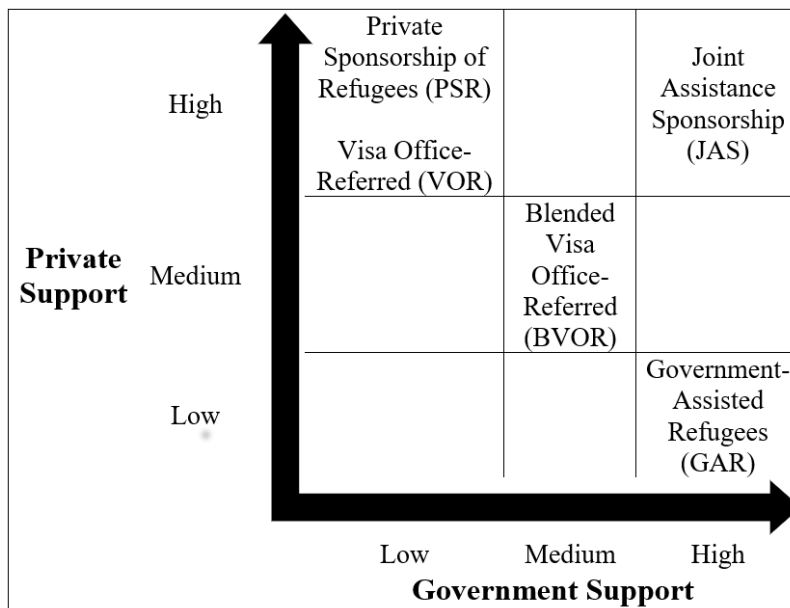 Private
Sponsorship of
Refugees (PSR)
Visa Office-
Referred (VOR)
Joint
Assistance
Sponsorship
(JAS)
High
Blended
Visa
Office-
Referred
(BVOR)
Private
Support
Medium
Government-
Assisted
Refugees
(GAR)
Low
Low
Medium
High
Government Support